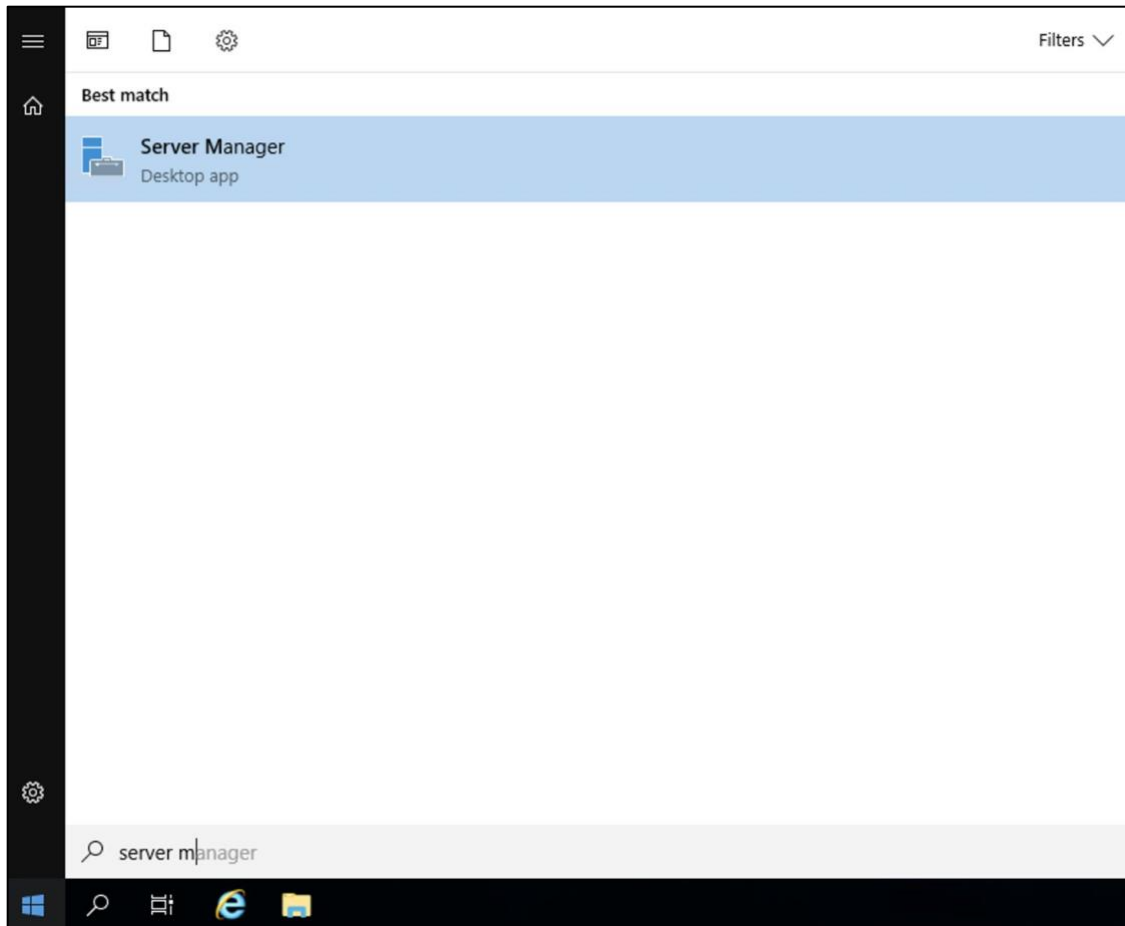 Filters
Best match
Server Manager
Desktop app
server manager